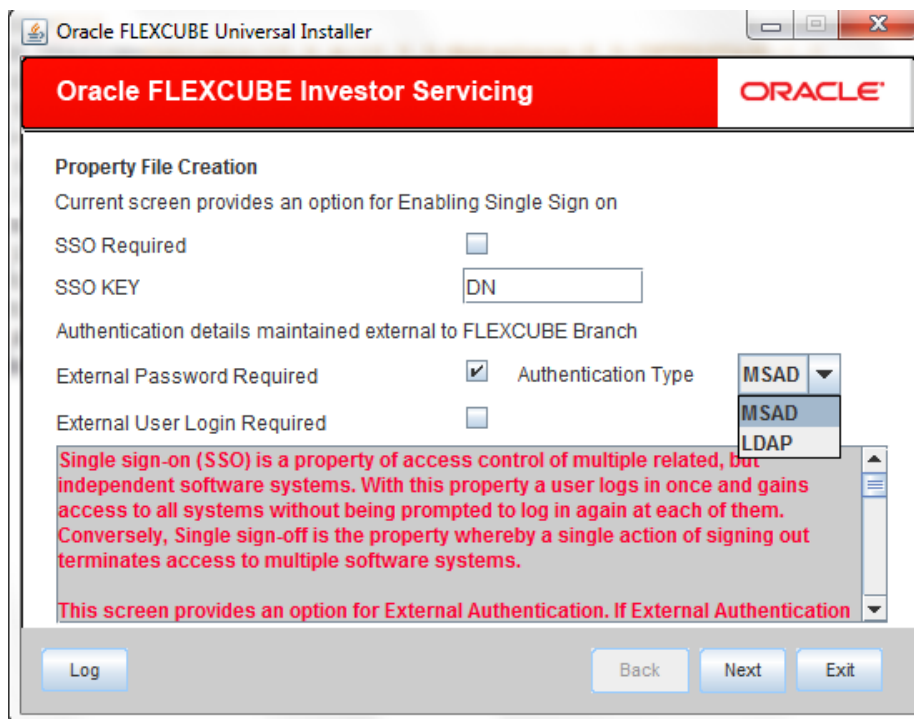 Oracle FLEXCUBE Universal Installer
Oracle FLEXCUBE Investor Servicing
ORACLE
Property File Creation
Current screen provides an option for Enabling Single Sign on
SSO Required
SSO KEY DN
Authentication details maintained external to FLEXCUBE Branch
External Password Required Authentication Type MSAD
MSAD
External User Login Required
LDAP
Single sign-on (SSO) is a property of access control of multiple related, but
independent software systems. With this property a user logs in once and gains
access to all systems without being prompted to log in again at each of them.
Conversely, Single sign-off is the property whereby a single action of signing out
terminates access to multiple software systems.
This screen provides an option for External Authentication. If External Authentication
Log Back Next Exit